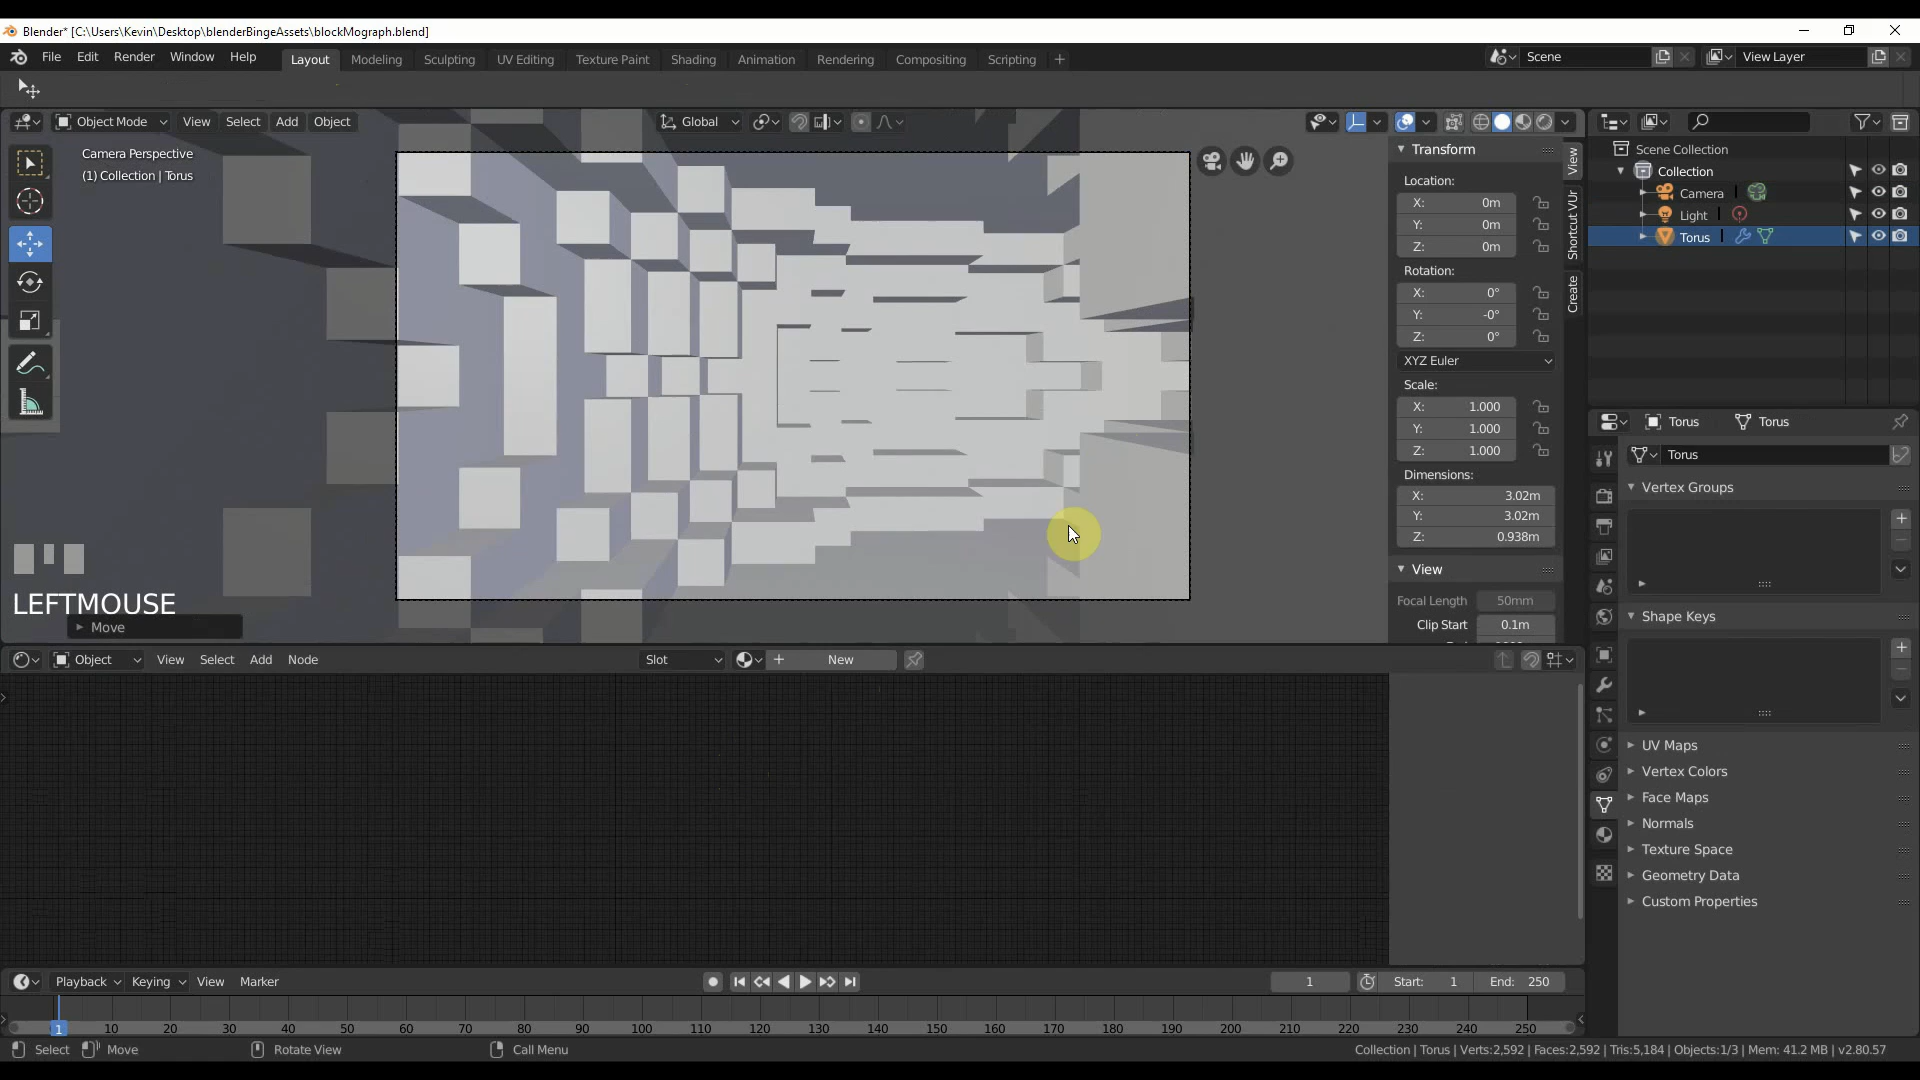 Blender* [C:\Users\Kevin\Desktop\blenderBingeAssets\blockMograph.blend]
File Edit Render Window Help Layout Modeling Sculpting UV Editing Texture Paint Shading Animation Rendering Compositing Scripting + Scene View Layer
Object Mode View Select Add Object Global
Camera Perspective
(1) Collection | Torus
Transform
Location:
X: 0m
Y: 0m
Z: 0m
Rotation:
X: 0°
Y: -0°
Z: 0°
XYZ Euler
Scale:
X: 1.000
Y: 1.000
Z: 1.000
Dimensions:
X: 3.02m
Y: 3.02m
Z: 0.938m
View
Focal Length 50mm
Clip Start 0.1m
View
Shortcut VUr
Create
LEFTMOUSE
Move
Scene Collection
Collection
Camera
Light
Torus
Torus Torus
Torus
Vertex Groups
Shape Keys
UV Maps
Vertex Colors
Face Maps
Normals
Texture Space
Geometry Data
Custom Properties
Object View Select Add Node Slot + New
Playback Keying View Marker 1 Start: 1 End: 250
1 10 20 30 40 50 60 70 80 90 100 110 120 130 140 150 160 170 180 190 200 210 220 230 240 250
Select Move Rotate View Call Menu Collection | Torus | Verts:2,592 | Faces:2,592 | Tris:5,184 | Objects:1/3 | Mem: 41.2 MB | v2.80.57